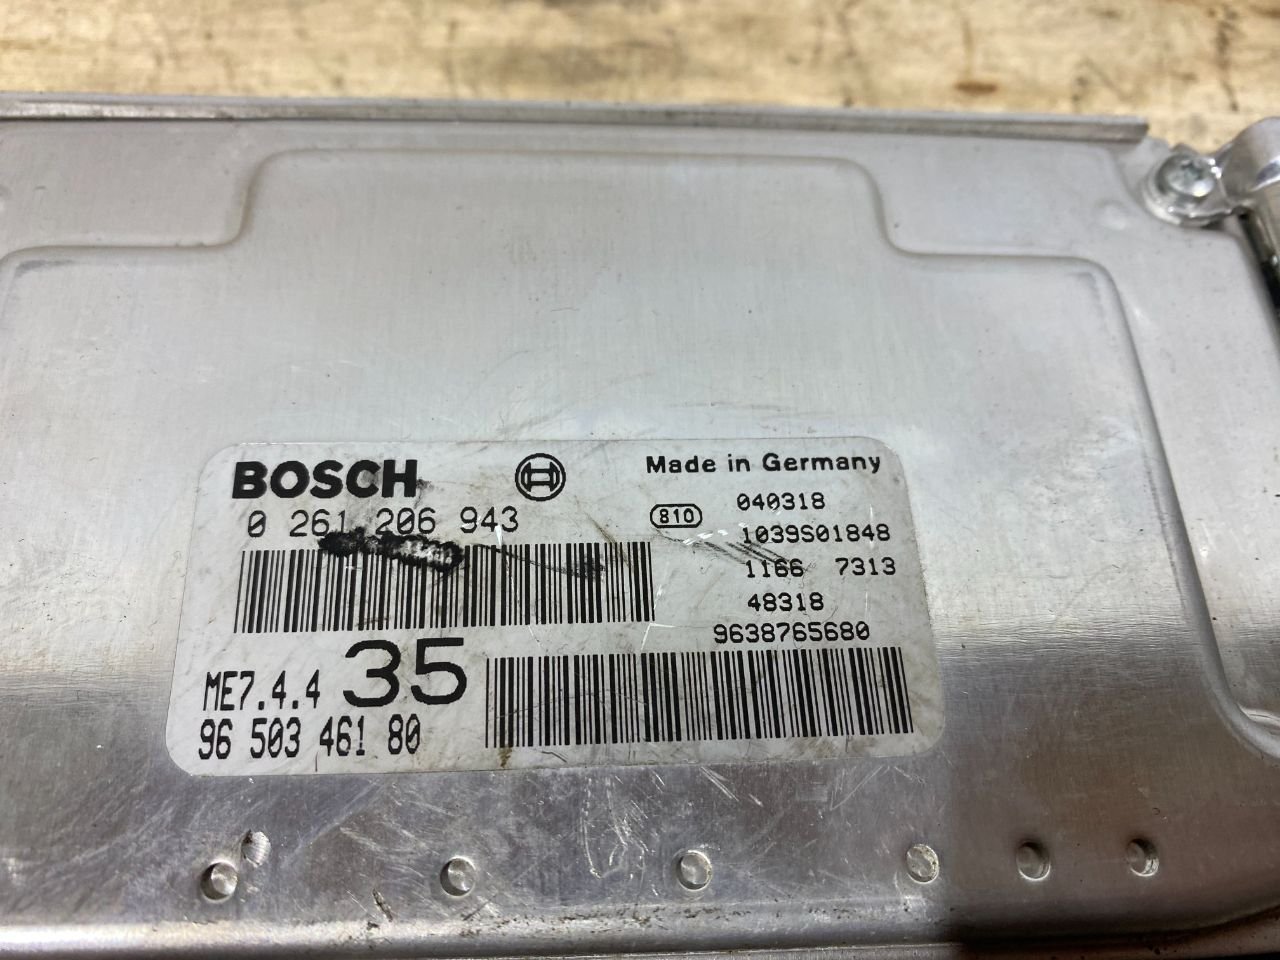 BOSCH
Made in Germany
0 261 206 943
810
040318
1039S01848
1166 7313
48318
9638765680
ME7.4.4 35
96 503 461 80